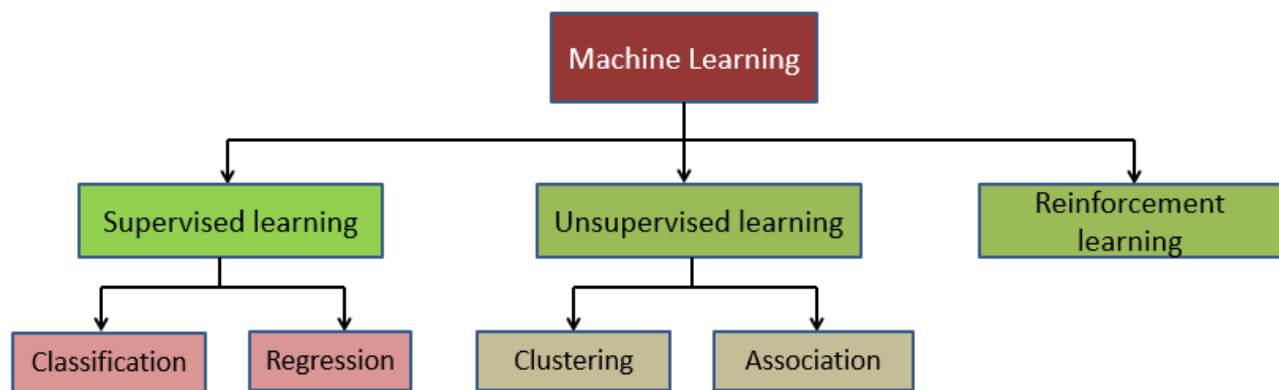 Machine Learning
Supervised learning
Unsupervised learning
Reinforcement
learning
Classification
Regression
Clustering
Association